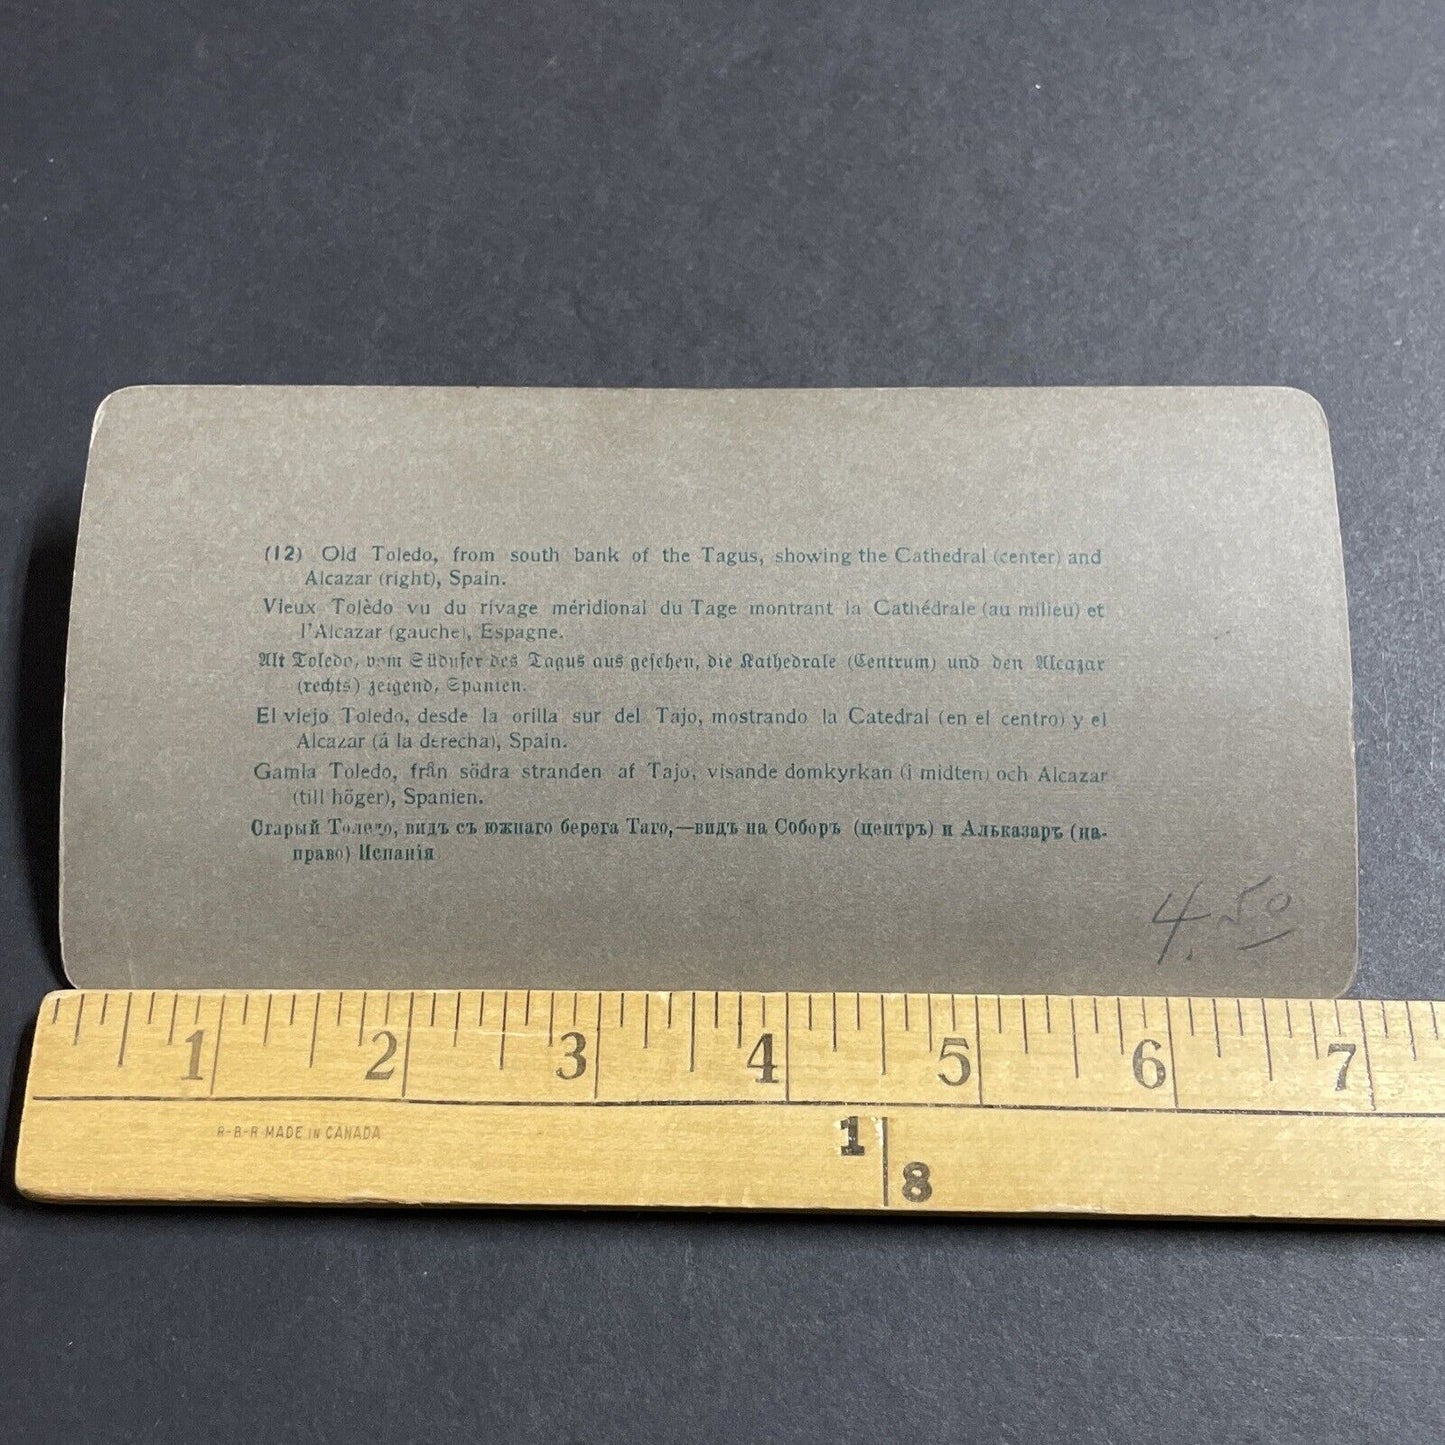 (12) Old Toledo, from south bank of the Tagus, showing the Cathedral (center) and
Alcazar (right), Spain.
Vieux Tolèdo vu du rivage méridional du Tage montrant la Cathédrale (au milieu) et
l'Alcazar (gauche), Espagne.
Alt Toledo, vom Südufer des Tagus aus gesehen, die Kathedrale (Centrum) und den Alcazar
(rechts) zeigend, Spanien.
El viejo Toledo, desde la orilla sur del Tajo, mostrando la Catedral (en el centro) y el
Alcazar (á la derecha), Spain.
Gamla Toledo, från södra stranden af Tajo, visande domkyrkan (i midten) och Alcazar
(till höger), Spanien.
Старый Толедо, видъ съ южнаго берега Таго,—видъ на Соборъ (центръ) и Альказаръ (на-
право) Испанія
4.50
1 2 3 4 5 6 7
R-B-R MADE IN CANADA
1
8